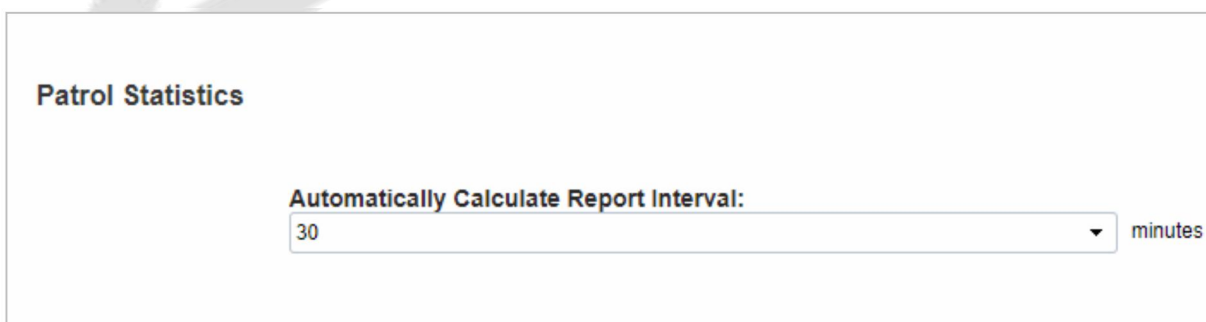 Patrol Statistics
Automatically Calculate Report Interval:
30 minutes